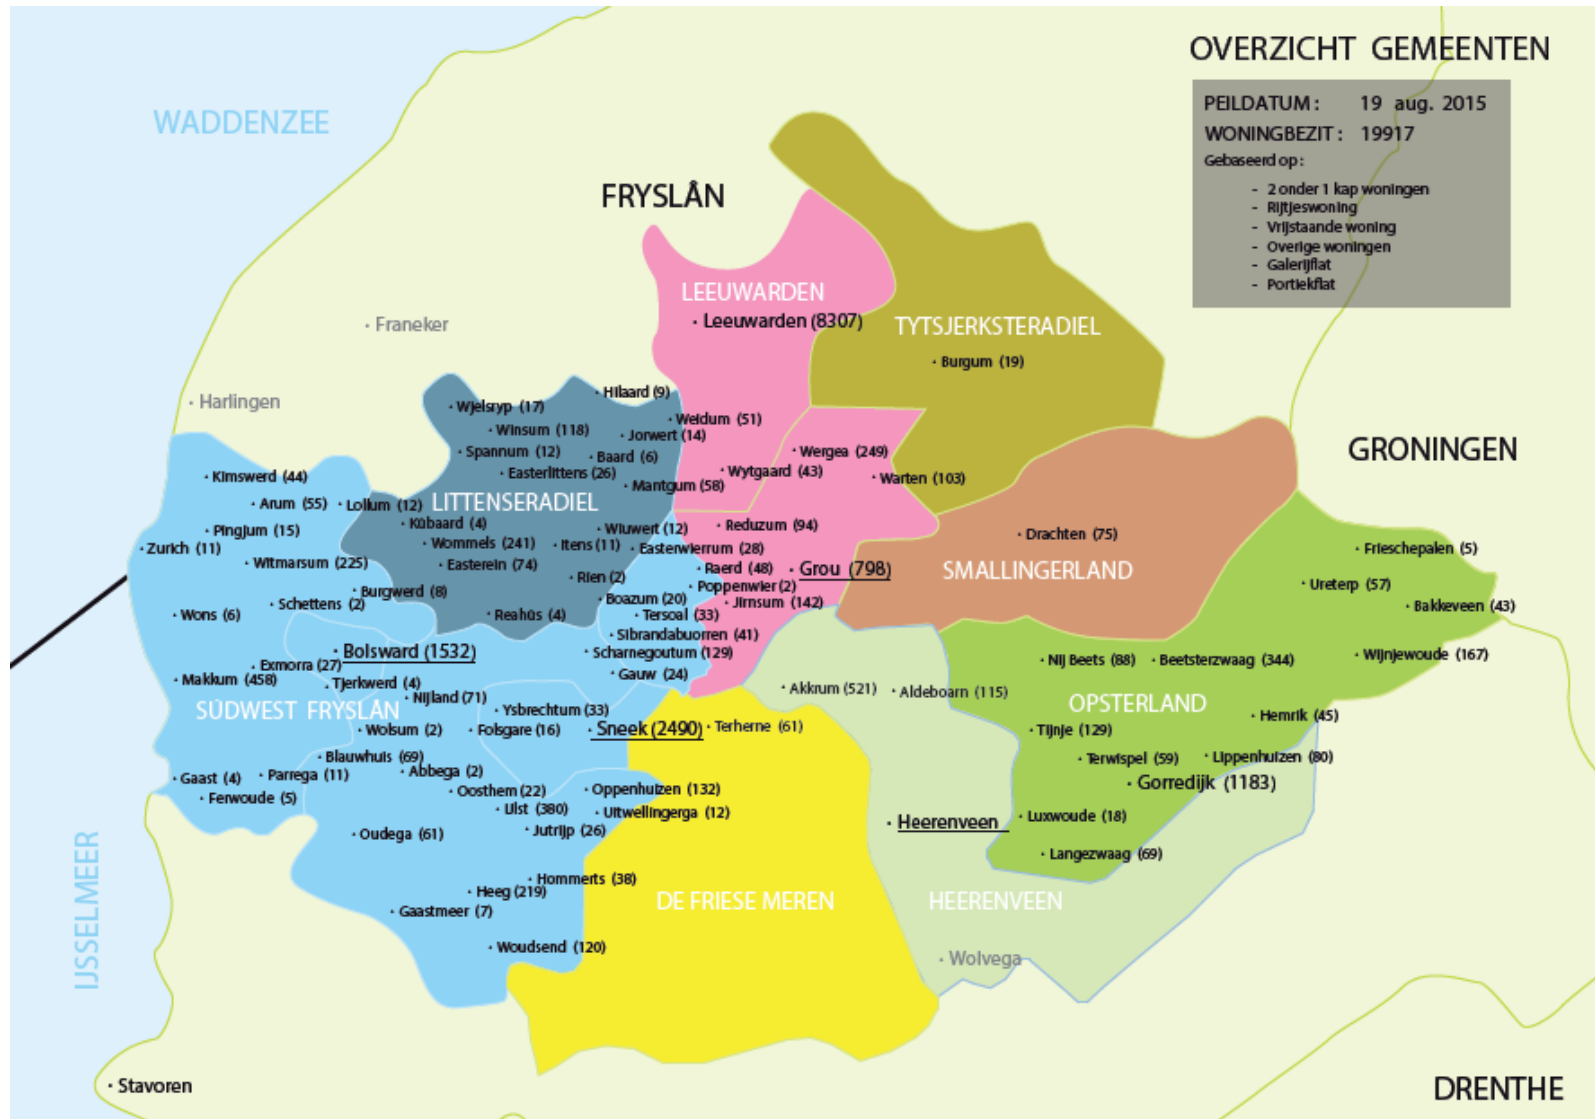 OVERZICHT GEMEENTEN
PEILDATUM : 19 aug. 2015
WONINGBEZIT : 19917
Gebaseerd op :
- 2 onder 1 kap woningen
- Rijtjeswoning
- Vrijstaande woning
- Overige woningen
- Galerijflat
- Portiekflat
WADDENZEE
FRYSLÂN
LEEUWARDEN
· Leeuwarden (8307)
· Franeker
TYTSJERKSTERADIEL
· Burgum (19)
· Harlingen
· Hilaard (9)
· Wjelsryp (17)
· Weidum (51)
· Winsum (118)
· Jorwert (14)
· Spannum (12)
· Baard (6)
· Wergea (249)
GRONINGEN
· Easterlittens (26)
· Wytgaard (43)
· Warten (103)
· Kimswerd (44)
· Mantgum (58)
· Arum (55)
· Lollum (12)
LITTENSERADIEL
· Kûbaard (4)
· Wiuwert (12)
· Reduzum (94)
· Pingjum (15)
· Drachten (75)
· Zurich (11)
· Wommels (241)
· Itens (11)
· Easterwierrum (28)
· Frieschepalen (5)
· Witmarsum (225)
· Easterein (74)
· Raerd (48)
· Grou (798)
SMALLINGERLAND
· Rien (2)
· Poppenwier (2)
· Ureterp (57)
· Burgwerd (8)
· Schettens (2)
· Boazum (20)
· Jirnsum (142)
· Bakkeveen (43)
· Wons (6)
· Reahûs (4)
· Tersoal (33)
· Sibrandabuorren (41)
· Bolsward (1532)
· Scharnegoutum (129)
· Nij Beets (88)
· Beetsterzwaag (344)
· Wijnjewoude (167)
· Exmorra (27)
· Makkum (458)
· Tjerkwerd (4)
· Gauw (24)
· Akkrum (521)
· Aldeboarn (115)
· Nijland (71)
OPSTERLAND
SÚDWEST FRYSLÂN
· Ysbrechtum (33)
· Hemrik (45)
· Wolsum (2)
· Folsgare (16)
· Sneek (2490)
· Terherne (61)
· Tijnje (129)
· Blauwhuis (69)
· Terwispel (59)
· Lippenhuizen (80)
· Gaast (4)
· Parrega (11)
· Abbega (2)
· Gorredijk (1183)
· Ferwoude (5)
· Oosthem (22)
· Oppenhuizen (132)
· IJlst (380)
· Uitwellingerga (12)
· Luxwoude (18)
· Oudega (61)
· Jutrijp (26)
· Heerenveen
· Langezwaag (69)
IJSSELMEER
· Hommerts (38)
· Heeg (219)
DE FRIESE MEREN
HEERENVEEN
· Gaastmeer (7)
· Woudsend (120)
· Wolvega
· Stavoren
DRENTHE